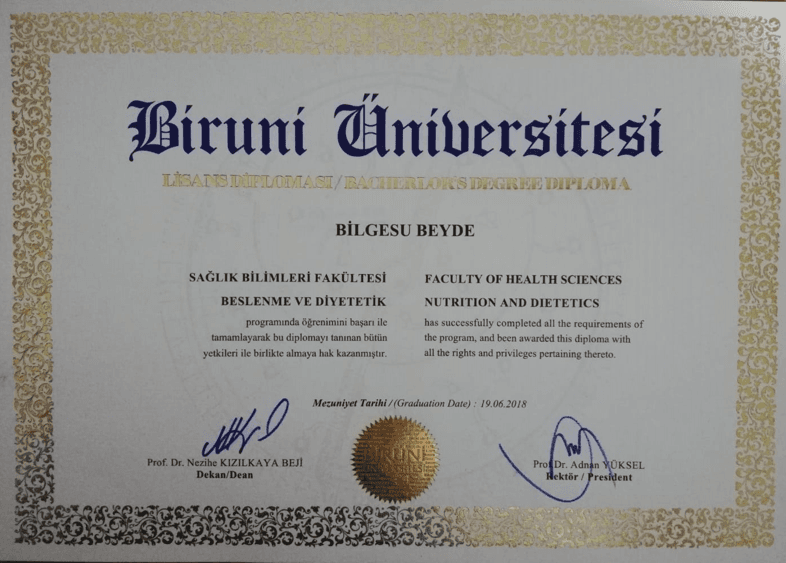 Biruni Üniversitesi
LİSANS DİPLOMASI / BACHERLOR'S DEGREE DIPLOMA
BİLGESU BEYDE
SAĞLIK BİLİMLERİ FAKÜLTESİ
BESLENME VE DİYETETİK
programında öğrenimini başarı ile
tamamlayarak bu diplomayı tanınan bütün
yetkileri ile birlikte almaya hak kazanmıştır.
FACULTY OF HEALTH SCIENCES
NUTRITION AND DIETETICS
has successfully completed all the requirements of
the program, and been awarded this diploma with
all the rights and privileges pertaining thereto.
Mezuniyet Tarihi / (Graduation Date) : 19.06.2018
Prof. Dr. Nezihe KIZILKAYA BEJİ
Dekan/Dean
BİRUNİ
Prof. Dr. Adnan YÜKSEL
Rektör / President